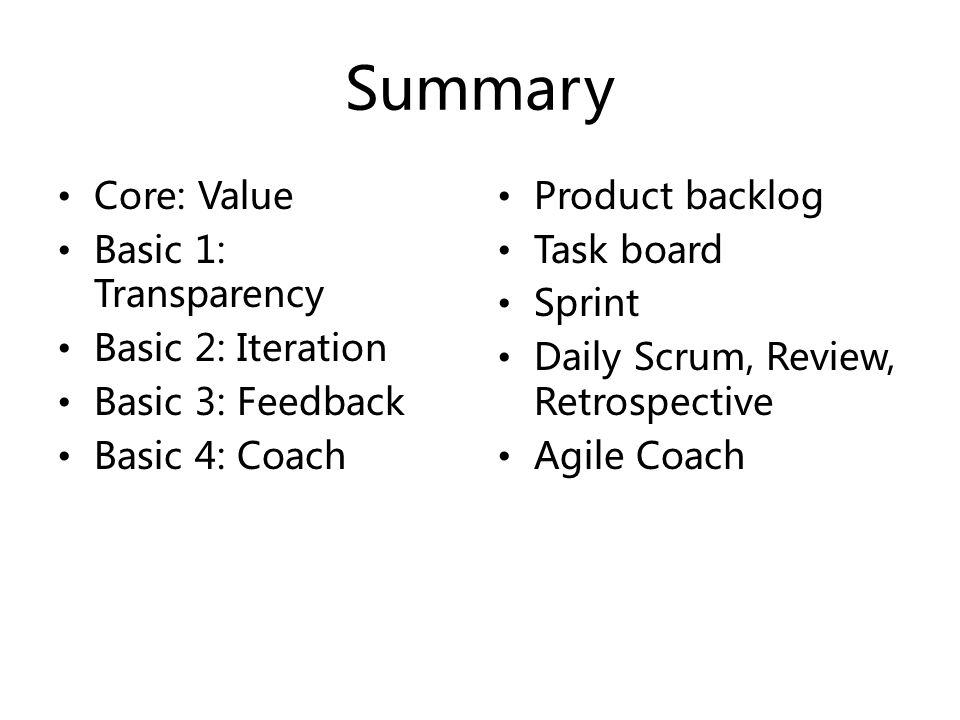 Summary
• Core: Value
• Basic 1:
Transparency
• Basic 2: Iteration
• Basic 3: Feedback
• Basic 4: Coach
• Product backlog
• Task board
• Sprint
• Daily Scrum, Review,
Retrospective
• Agile Coach